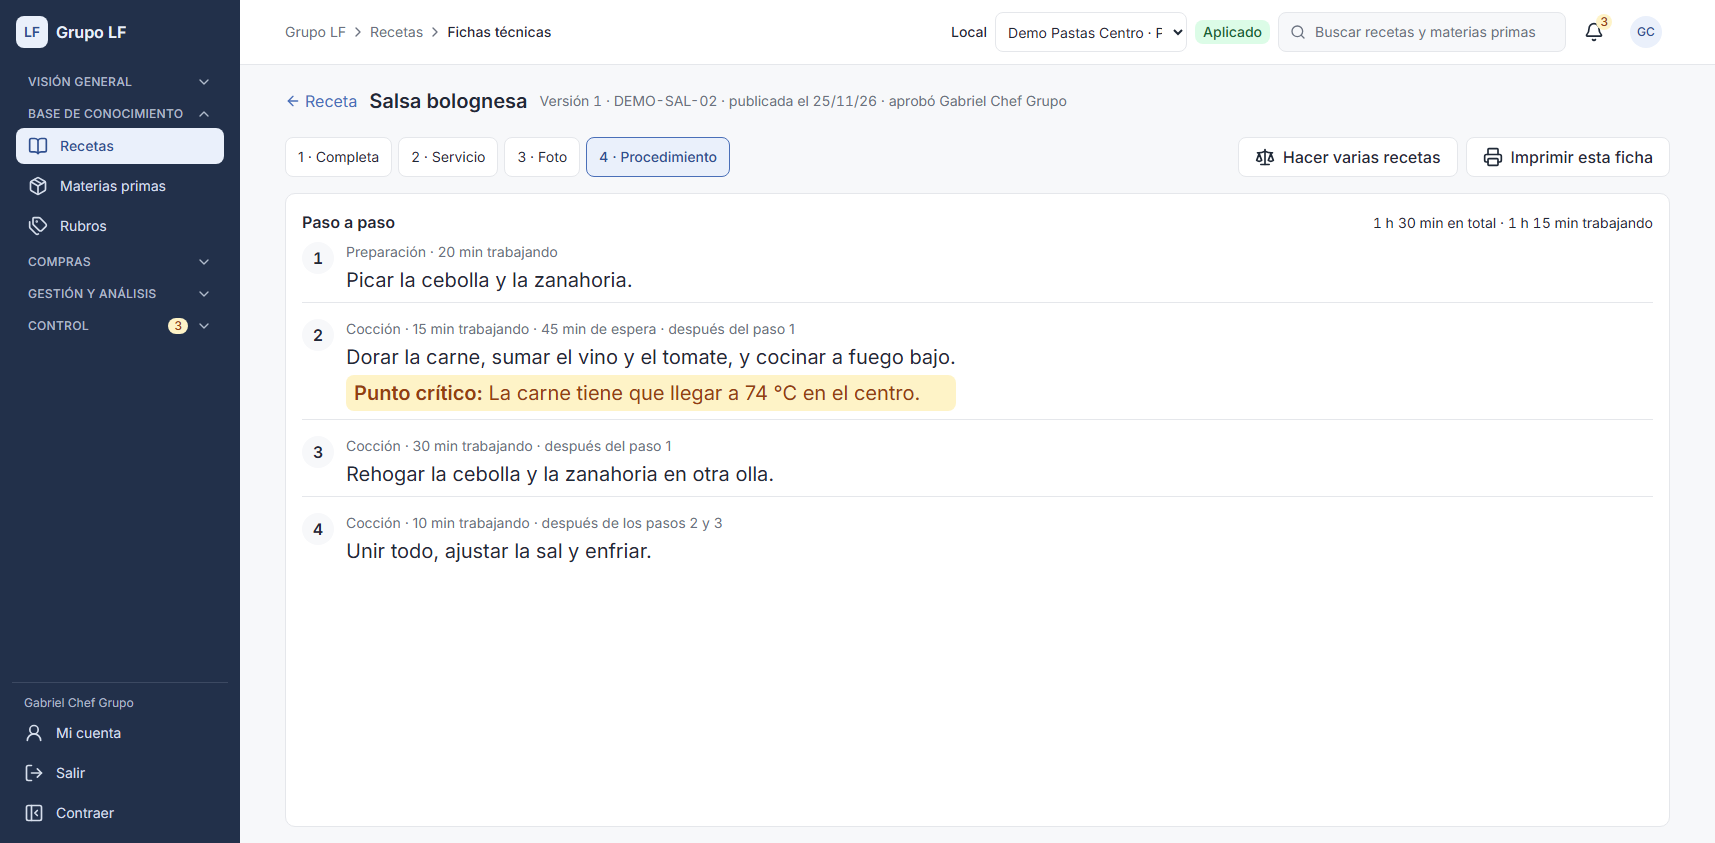 LF Grupo LF
VISIÓN GENERAL
BASE DE CONOCIMIENTO
Recetas
Materias primas
Rubros
COMPRAS
GESTIÓN Y ANÁLISIS
CONTROL 3
Gabriel Chef Grupo
Mi cuenta
Salir
Contraer
Grupo LF > Recetas > Fichas técnicas
Local Demo Pastas Centro · P Aplicado Buscar recetas y materias primas 3 GC
← Receta Salsa bolognesa Versión 1 · DEMO-SAL-02 · publicada el 25/11/26 · aprobó Gabriel Chef Grupo
1 · Completa 2 · Servicio 3 · Foto 4 · Procedimiento Hacer varias recetas Imprimir esta ficha
Paso a paso 1 h 30 min en total · 1 h 15 min trabajando
1 Preparación · 20 min trabajando
Picar la cebolla y la zanahoria.
2 Cocción · 15 min trabajando · 45 min de espera · después del paso 1
Dorar la carne, sumar el vino y el tomate, y cocinar a fuego bajo.
Punto crítico: La carne tiene que llegar a 74 °C en el centro.
3 Cocción · 30 min trabajando · después del paso 1
Rehogar la cebolla y la zanahoria en otra olla.
4 Cocción · 10 min trabajando · después de los pasos 2 y 3
Unir todo, ajustar la sal y enfriar.